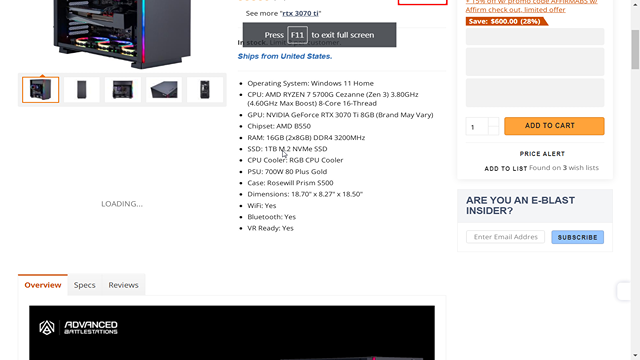 + 15% off w/ promo code AFFIRMABS w/
Affirm check out, limited offer
See more "rtx 3070 ti"
Save: $600.00 (28%)
Press F11 to exit full screen
In stock.
customer.
Ships from United States.
Operating System: Windows 11 Home
CPU: AMD RYZEN 7 5700G Cezanne (Zen 3) 3.80GHz
(4.60GHz Max Boost) 8-Core 16-Thread
GPU: NVIDIA GeForce RTX 3070 Ti 8GB (Brand May Vary)
Chipset: AMD B550
RAM: 16GB (2x8GB) DDR4 3200MHz
SSD: 1TB M.2 NVMe SSD
CPU Cooler: RGB CPU Cooler
PSU: 700W 80 Plus Gold
Case: Rosewill Prism S500
Dimensions: 18.70" x 8.27" x 18.50"
WiFi: Yes
Bluetooth: Yes
VR Ready: Yes
1
ADD TO CART
PRICE ALERT
ADD TO LIST Found on 3 wish lists
LOADING...
ARE YOU AN E-BLAST
INSIDER?
Enter Email Addres
SUBSCRIBE
Overview Specs Reviews
ADVANCED
BATTLESTATIONS